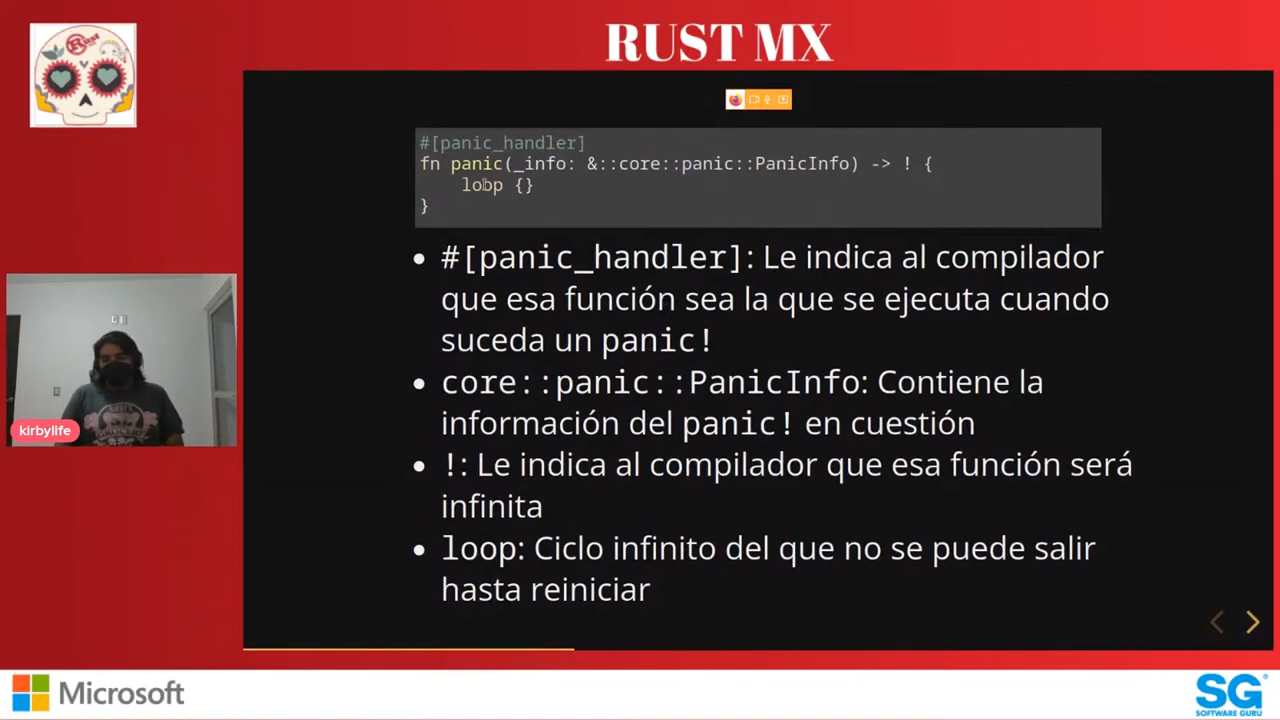 RUST MX
Rust
#[panic_handler]
fn panic(_info: &::core::panic::PanicInfo) -> ! {
loop {}
}
• #[panic_handler]: Le indica al compilador
que esa función sea la que se ejecuta cuando
suceda un panic!
• core::panic::PanicInfo: Contiene la
información del panic! en cuestión
• !: Le indica al compilador que esa función será
infinita
• loop: Ciclo infinito del que no se puede salir
hasta reiniciar
kirbylife
Microsoft
SG
SOFTWARE GURU